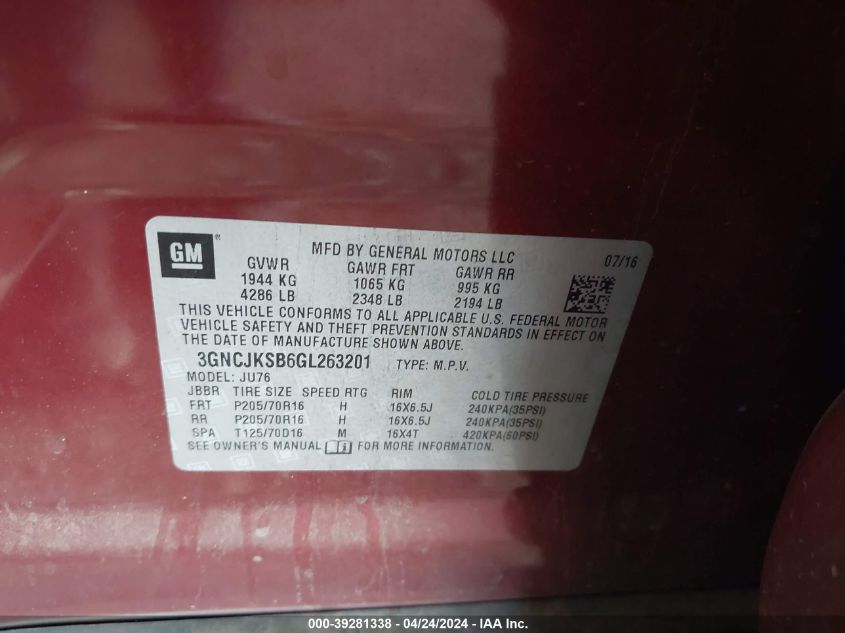 GM ®
MFD BY GENERAL MOTORS LLC 07/16
GVWR GAWR FRT GAWR RR
1944 KG 1065 KG 995 KG
4286 LB 2348 LB 2194 LB
THIS VEHICLE CONFORMS TO ALL APPLICABLE U.S. FEDERAL MOTOR
VEHICLE SAFETY AND THEFT PREVENTION STANDARDS IN EFFECT ON
THE DATE OF MANUFACTURE SHOWN ABOVE.
3GNCJKSB6GL263201 TYPE: M.P.V.
MODEL: JU76
JBBR TIRE SIZE SPEED RTG RIM COLD TIRE PRESSURE
FRT P205/70R16 H 16X6.5J 240KPA(35PSI)
RR P205/70R16 H 16X6.5J 240KPA(35PSI)
SPA T125/70D16 M 16X4T 420KPA(60PSI)
SEE OWNER'S MANUAL FOR MORE INFORMATION.
000-39281338 - 04/24/2024 - IAAI.com